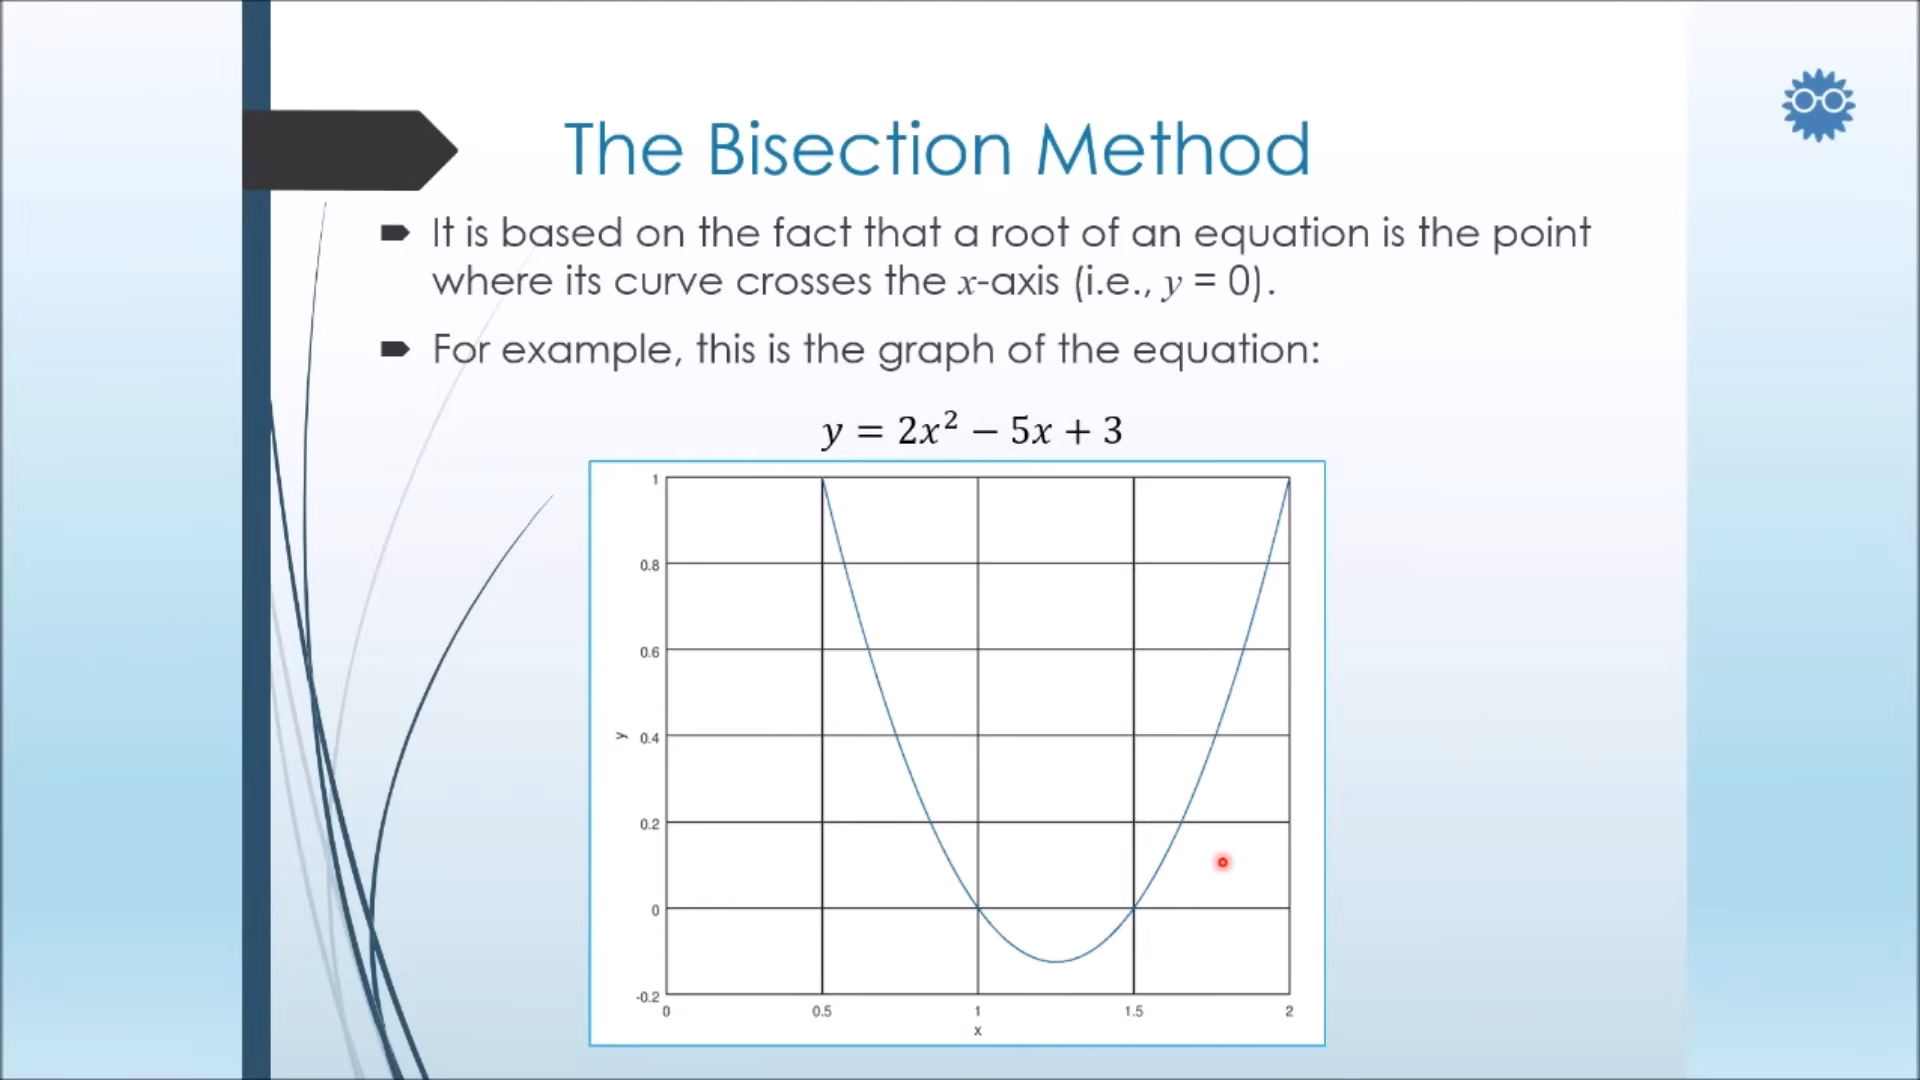 The Bisection Method
It is based on the fact that a root of an equation is the point
where its curve crosses the x-axis (i.e., y = 0).
For example, this is the graph of the equation:
y = 2x² − 5x + 3
1
0.8
0.6
0.4
0.2
0
-0.2
y
0 0.5 1 1.5 2
x